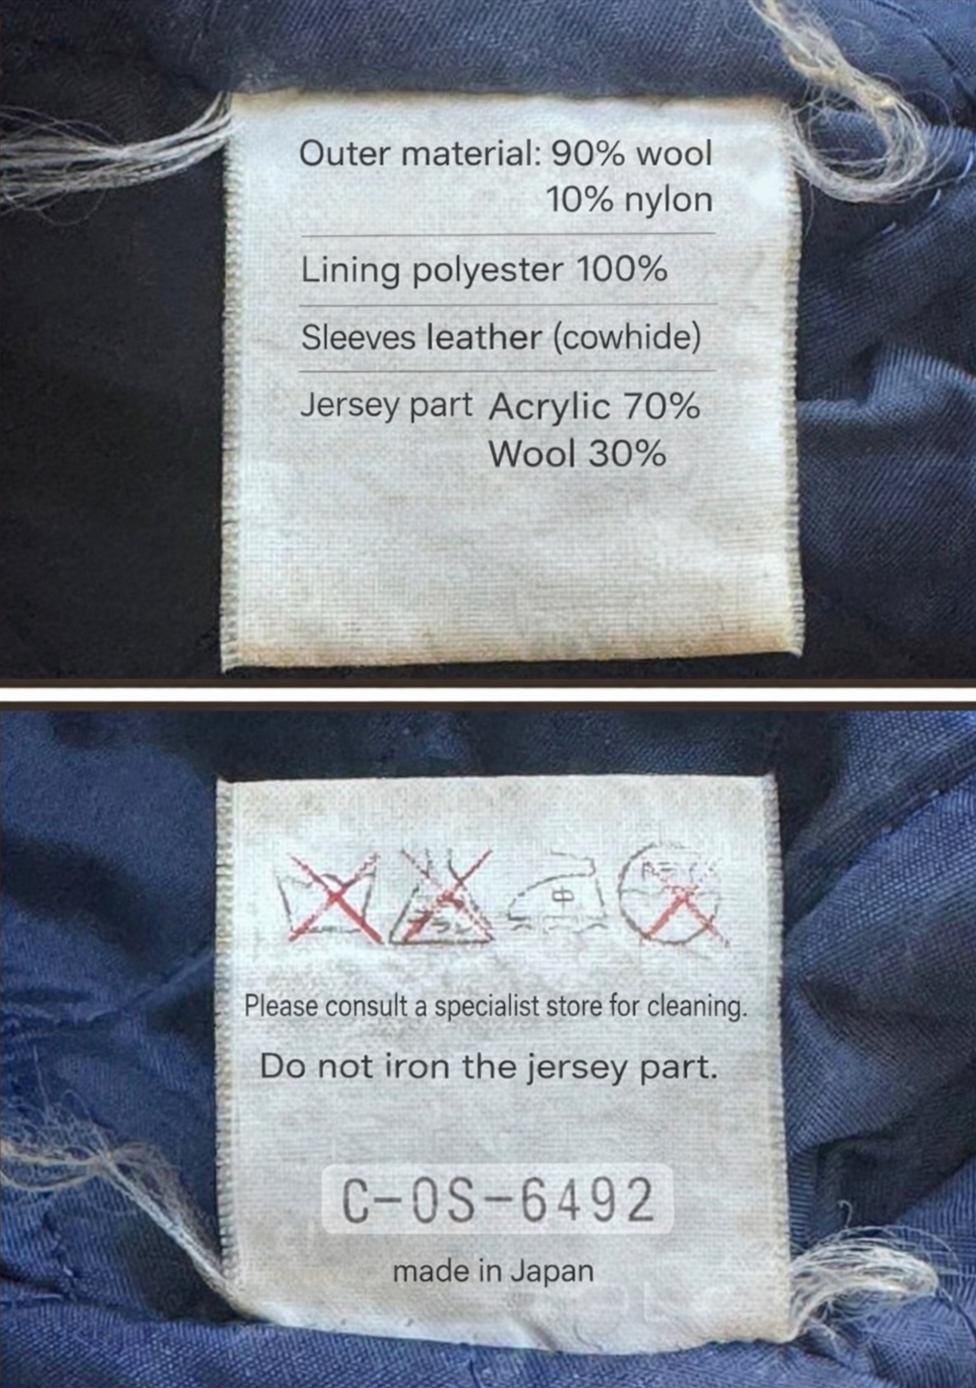 Outer material: 90% wool
10% nylon
Lining polyester 100%
Sleeves leather (cowhide)
Jersey part Acrylic 70%
Wool 30%
Please consult a specialist store for cleaning.
Do not iron the jersey part.
C-OS-6492
made in Japan